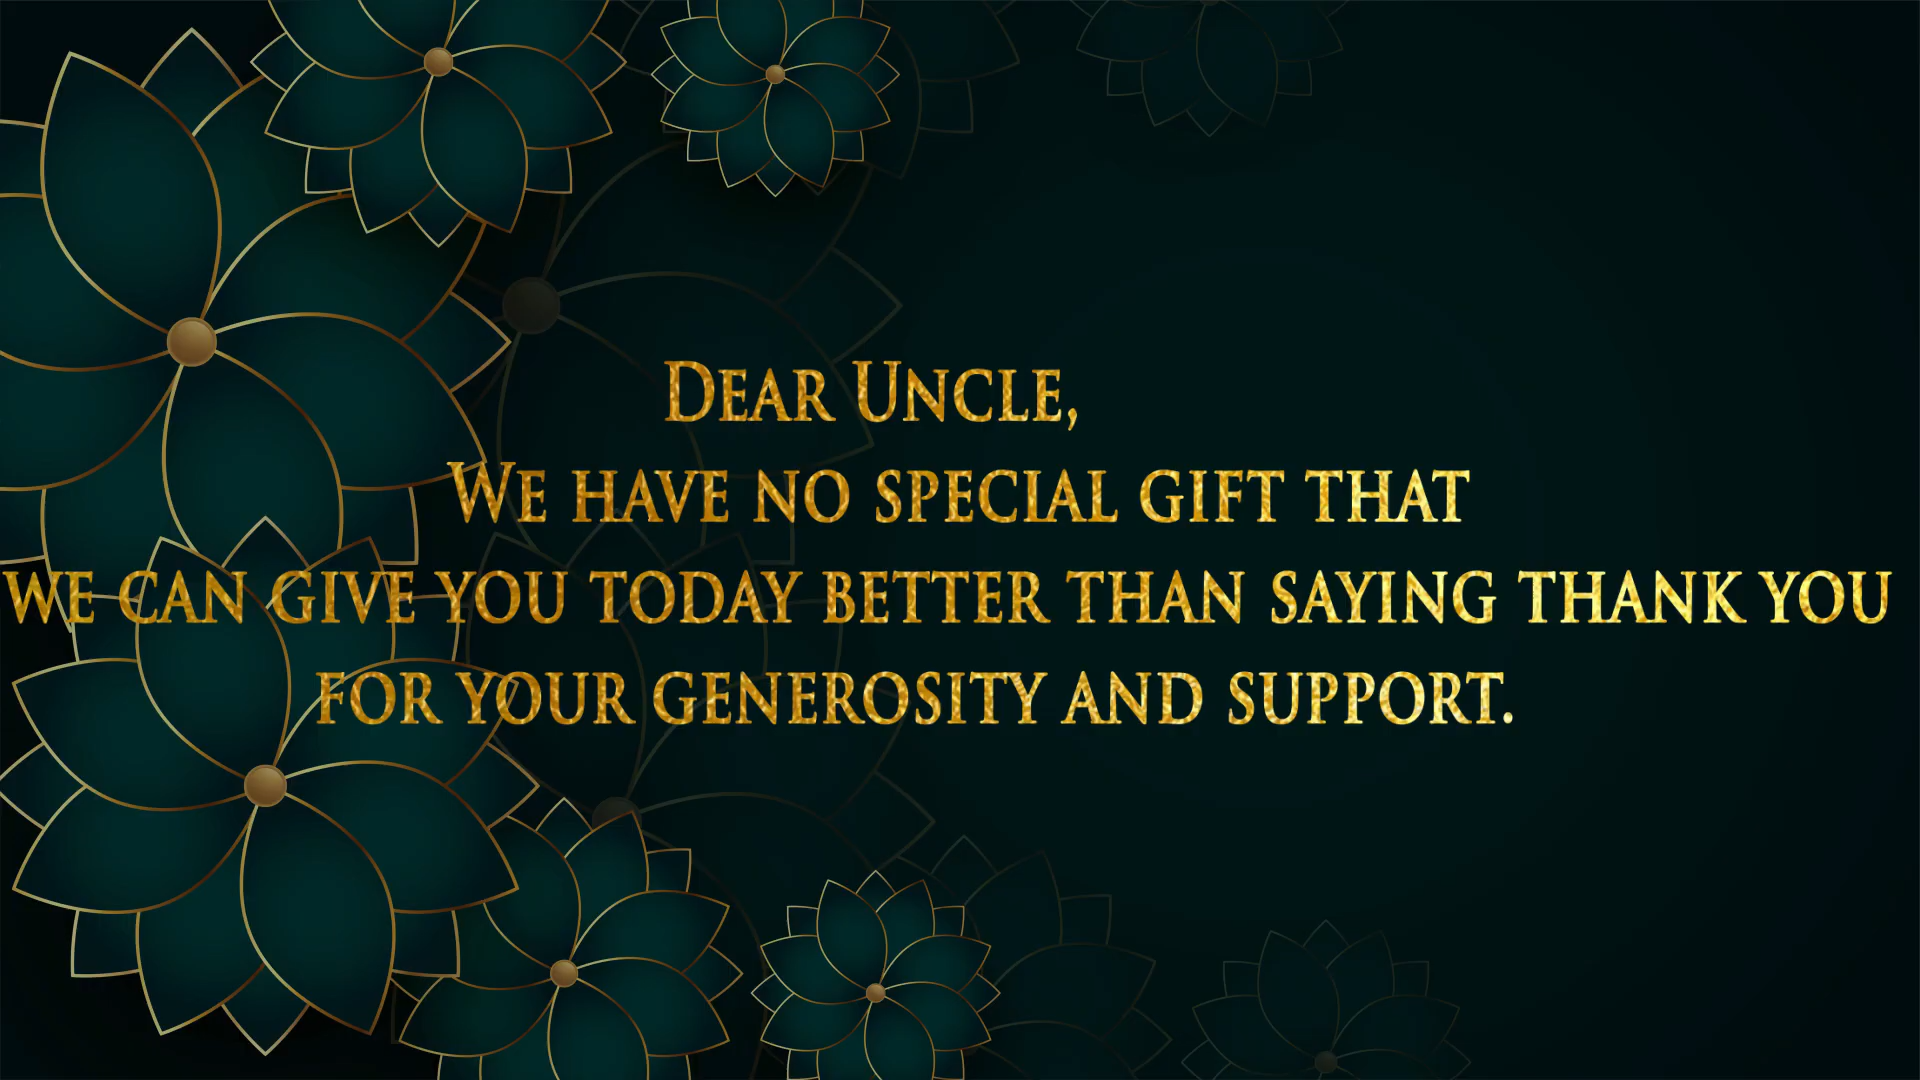 Dear Uncle,
We have no special gift that
we can give you today better than saying thank you
for your generosity and support.